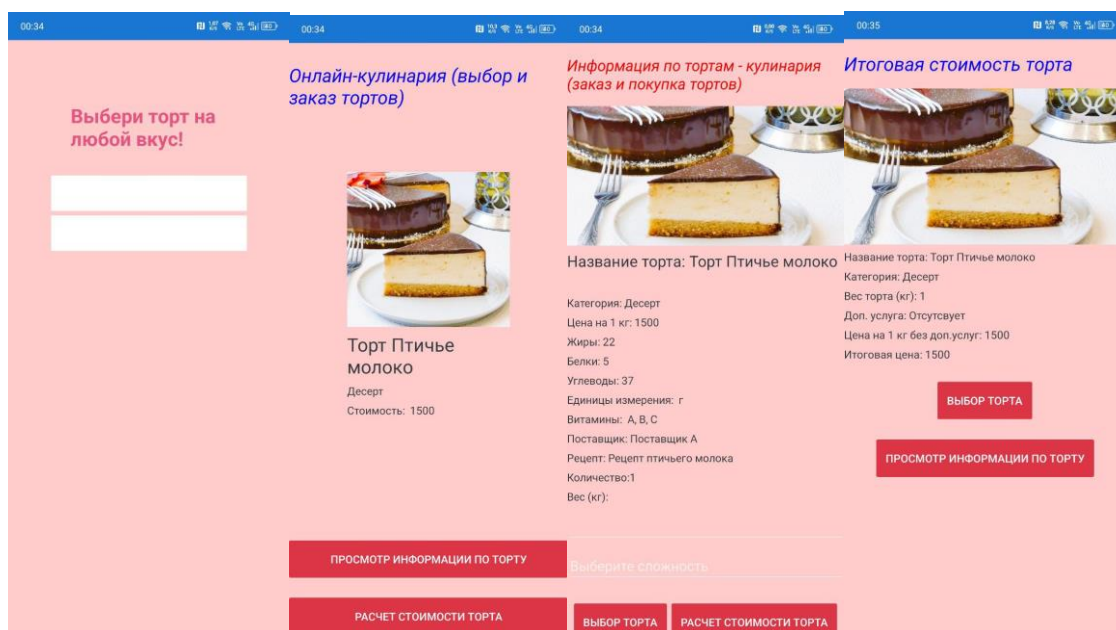 00:34
Выбери торт на
любой вкус!
00:34
Онлайн-кулинария (выбор и
заказ тортов)
Торт Птичье
молоко
Десерт
Стоимость: 1500
ПРОСМОТР ИНФОРМАЦИИ ПО ТОРТУ
РАСЧЕТ СТОИМОСТИ ТОРТА
00:34
Информация по тортам - кулинария
(заказ и покупка тортов)
Название торта: Торт Птичье молоко
Категория: Десерт
Цена на 1 кг: 1500
Жиры: 22
Белки: 5
Углеводы: 37
Единицы измерения: г
Витамины: А, В, С
Поставщик: Поставщик А
Рецепт: Рецепт птичьего молока
Количество:1
Вес (кг):
Выберите сложность
ВЫБОР ТОРТА
РАСЧЕТ СТОИМОСТИ ТОРТА
00:35
Итоговая стоимость торта
Название торта: Торт Птичье молоко
Категория: Десерт
Вес торта (кг): 1
Доп. услуга: Отсутсвует
Цена на 1 кг без доп.услуг: 1500
Итоговая цена: 1500
ВЫБОР ТОРТА
ПРОСМОТР ИНФОРМАЦИИ ПО ТОРТУ